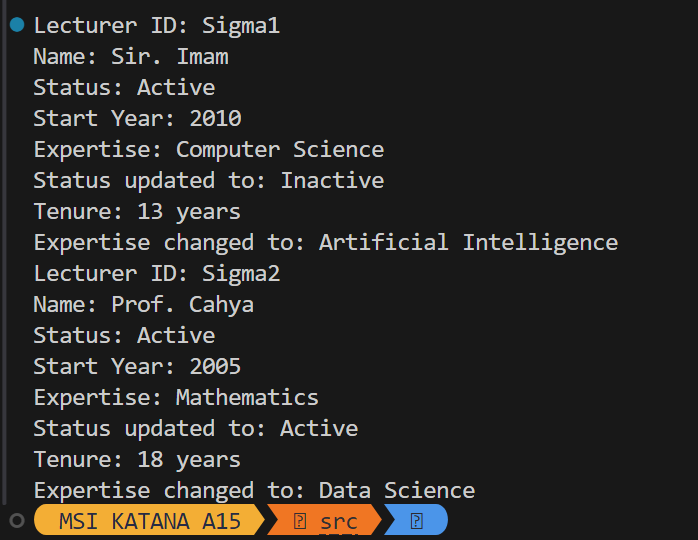 Lecturer ID: Sigma1
Name: Sir. Imam
Status: Active
Start Year: 2010
Expertise: Computer Science
Status updated to: Inactive
Tenure: 13 years
Expertise changed to: Artificial Intelligence
Lecturer ID: Sigma2
Name: Prof. Cahya
Status: Active
Start Year: 2005
Expertise: Mathematics
Status updated to: Active
Tenure: 18 years
Expertise changed to: Data Science
MSI KATANA A15 src